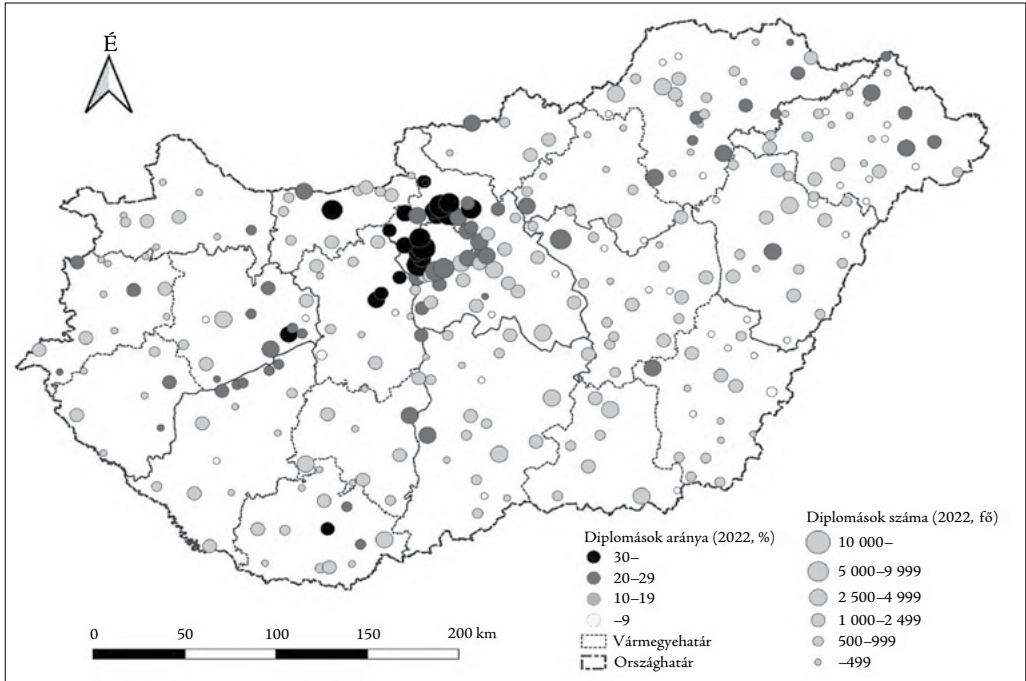 É
Diplomások aránya (2022, %)
30–
20–29
10–19
–9
Vármegyehatár
Országhatár
Diplomások száma (2022, fő)
10 000–
5 000–9 999
2 500–4 999
1 000–2 499
500–999
–499
0 50 100 150 200 km